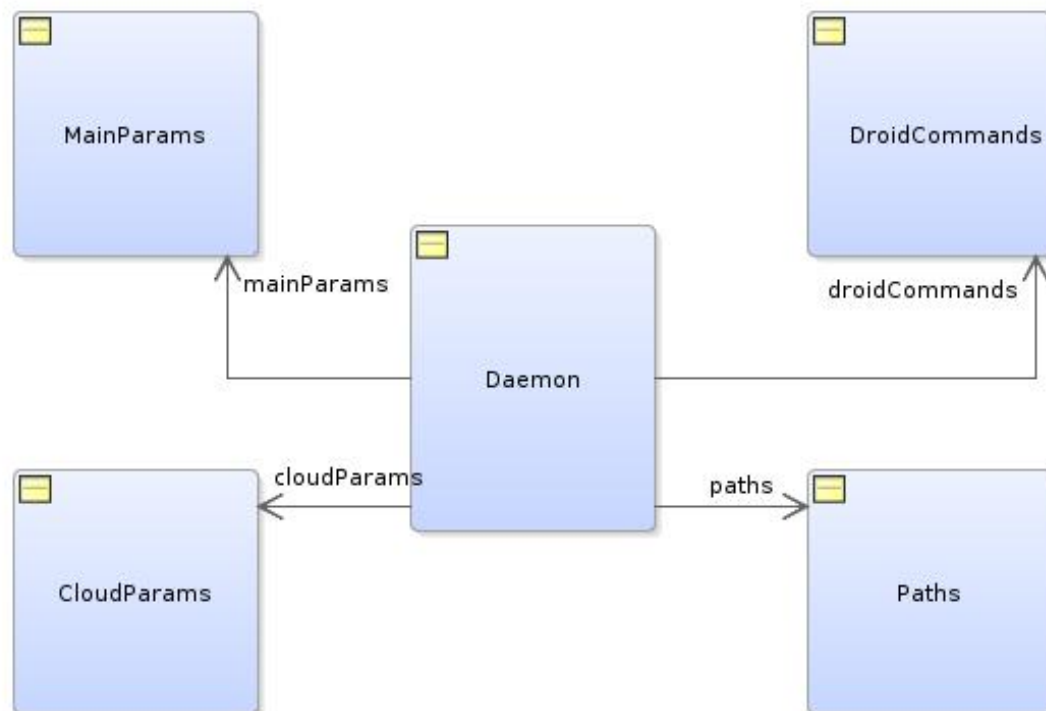 MainParams
DroidCommands
mainParams
droidCommands
Daemon
cloudParams
paths
CloudParams
Paths